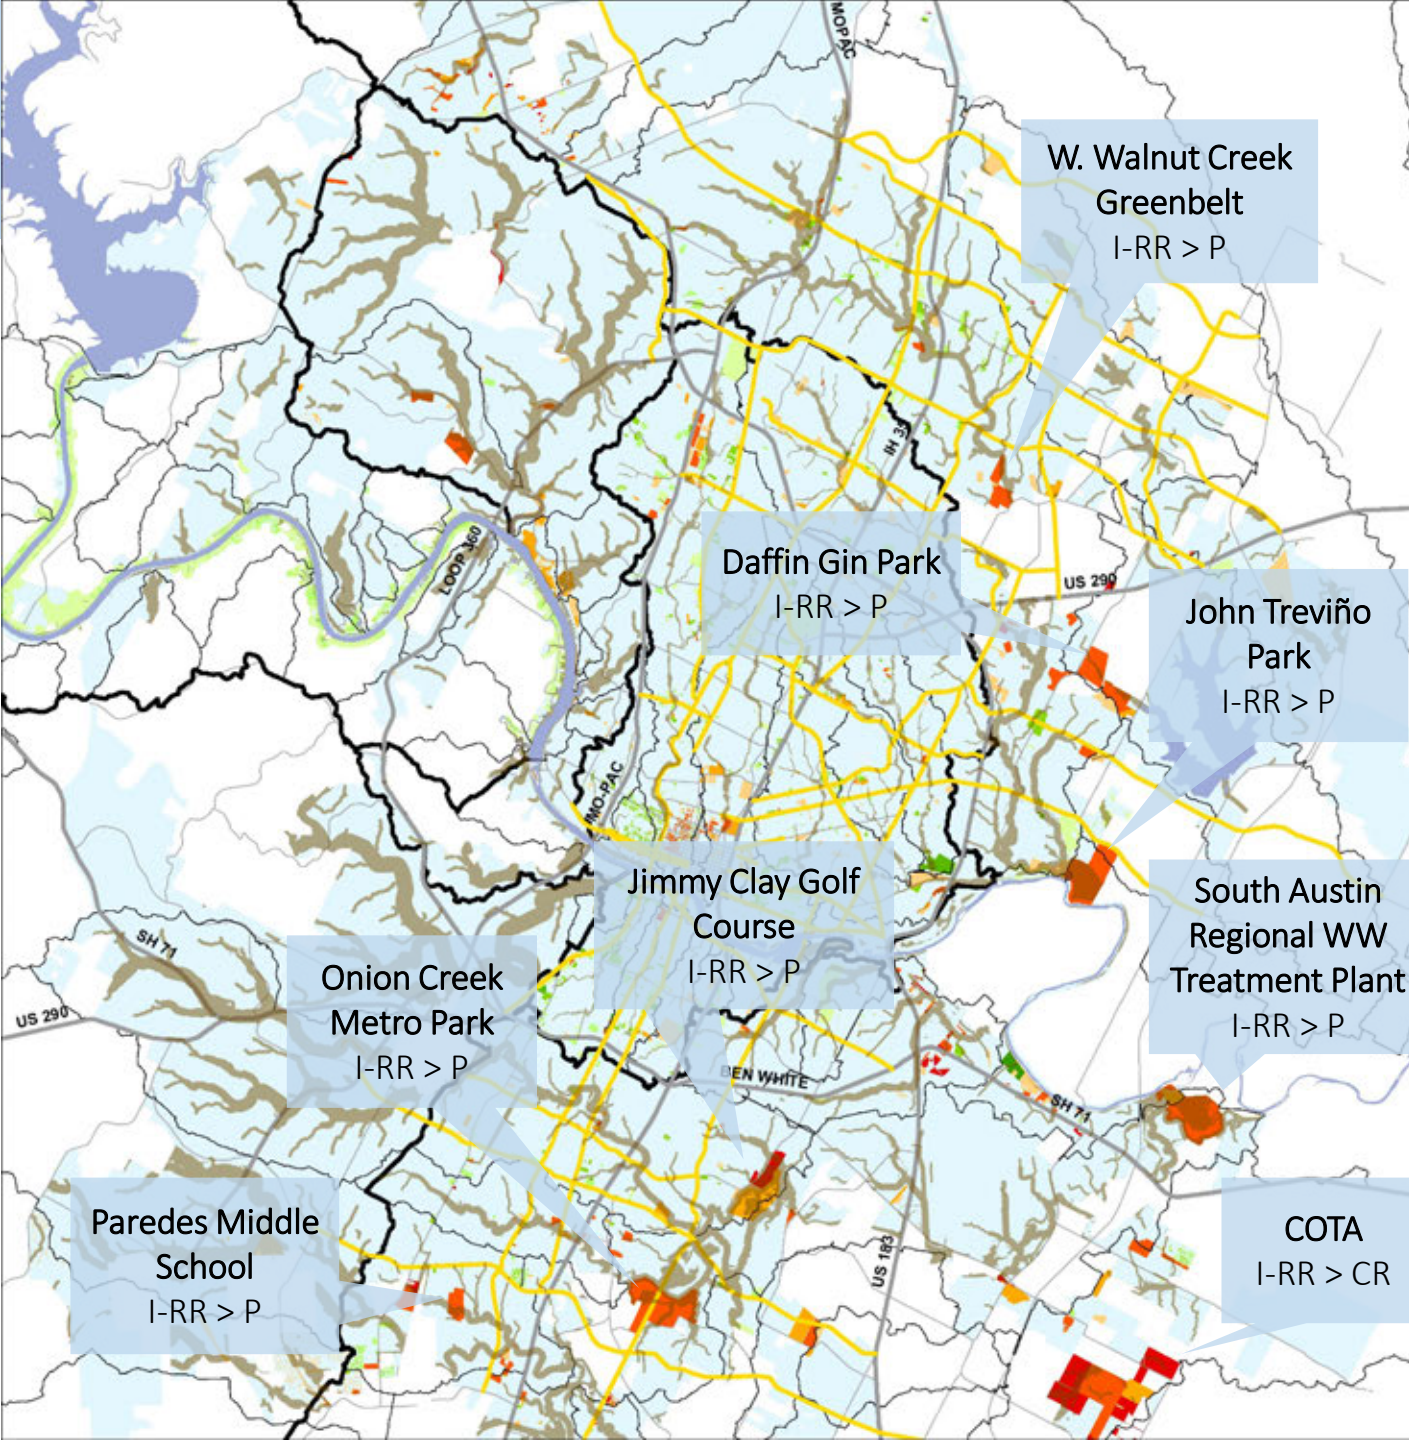 MOPAC
W. Walnut Creek
Greenbelt
I-RR > P
IH 35
LOOP 360
Daffin Gin Park
I-RR > P
US 290
John Treviño
Park
I-RR > P
MO-PAC
Jimmy Clay Golf
Course
I-RR > P
South Austin
Regional WW
Treatment Plant
I-RR > P
SH 71
US 290
Onion Creek
Metro Park
I-RR > P
BEN WHITE
SH 71
Paredes Middle
School
I-RR > P
US 183
COTA
I-RR > CR